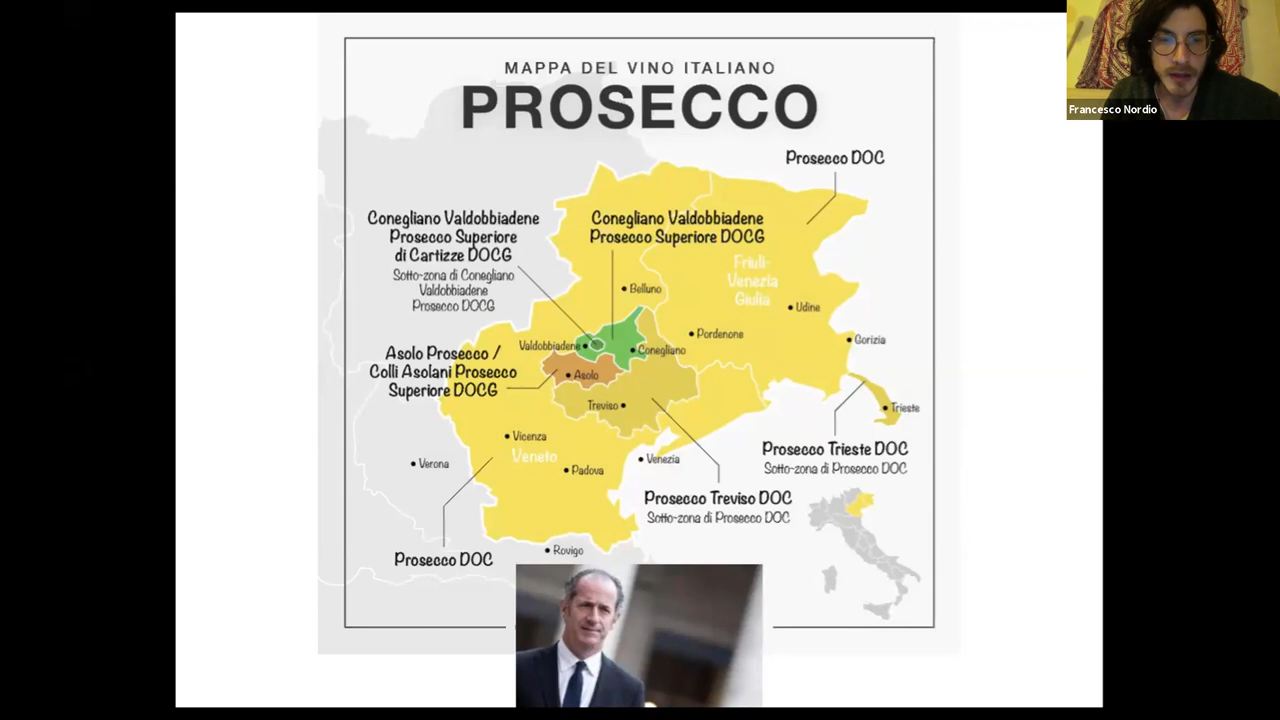 Francesco Nordio
MAPPA DEL VINO ITALIANO
PROSECCO
Prosecco DOC
Conegliano Valdobbiadene
Prosecco Superiore
di Cartizze DOCG
Sotto-zona di Conegliano
Valdobbiadene
Prosecco DOCG
Conegliano Valdobbiadene
Prosecco Superiore DOCG
Friuli-
Venezia
Giulia
Belluno
Udine
Pordenone
Gorizia
Valdobbiadene
Conegliano
Asolo Prosecco /
Colli Asolani Prosecco
Superiore DOCG
Asolo
Treviso
Trieste
Vicenza
Veneto
Verona
Padova
Venezia
Prosecco Trieste DOC
Sotto-zona di Prosecco DOC
Prosecco Treviso DOC
Sotto-zona di Prosecco DOC
Rovigo
Prosecco DOC